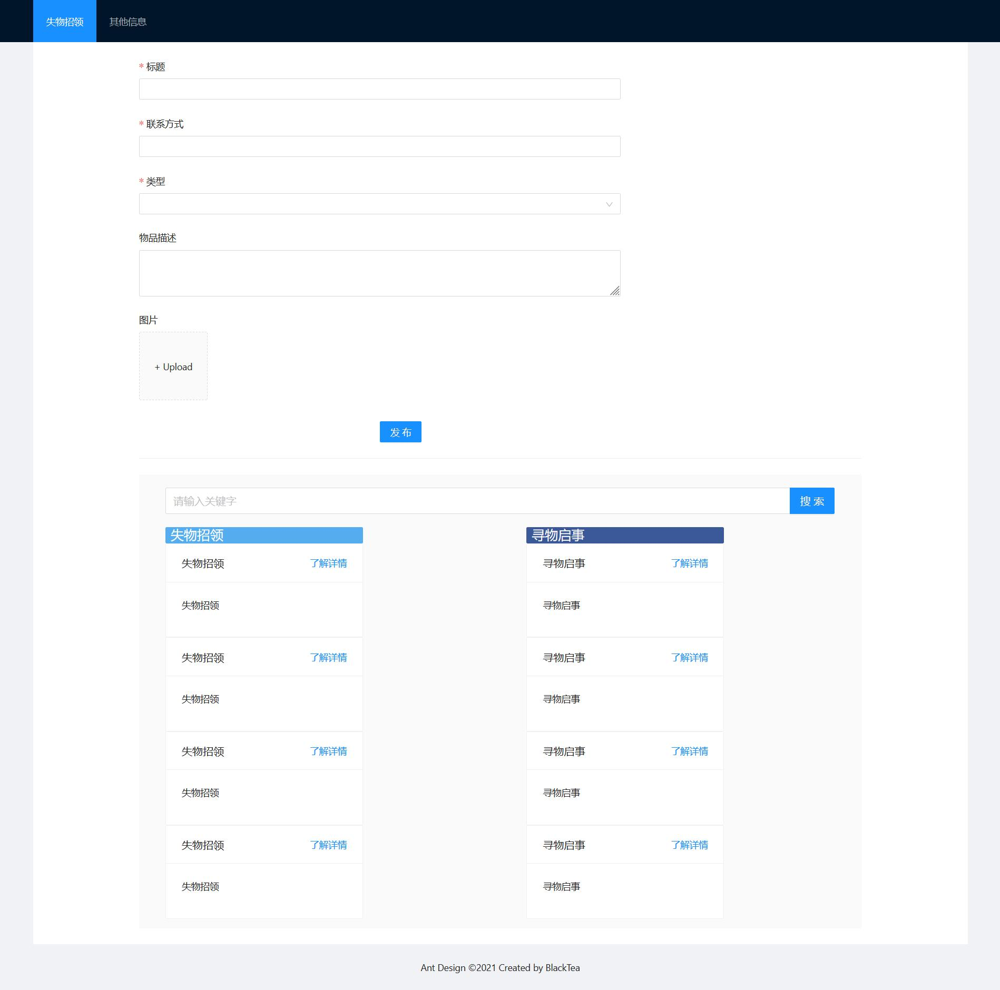 失物招领 其他信息
* 标题
* 联系方式
* 类型
物品描述
图片
+ Upload
发 布
请输入关键字 搜 索
失物招领
失物招领 了解详情
失物招领
失物招领 了解详情
失物招领
失物招领 了解详情
失物招领
失物招领 了解详情
失物招领
寻物启事
寻物启事 了解详情
寻物启事
寻物启事 了解详情
寻物启事
寻物启事 了解详情
寻物启事
寻物启事 了解详情
寻物启事
Ant Design ©2021 Created by BlackTea